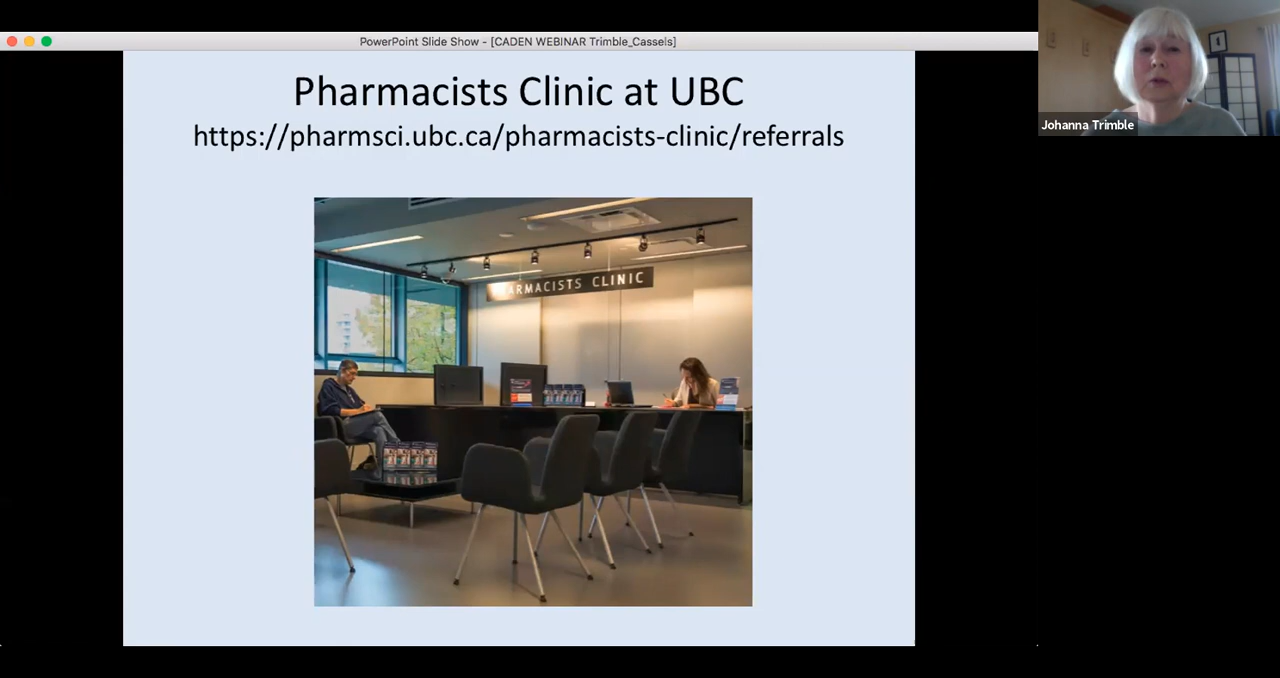 PowerPoint Slide Show - [CADEN WEBINAR Trimble_Cassels]
Pharmacists Clinic at UBC
https://pharmsci.ubc.ca/pharmacists-clinic/referrals
PHARMACISTS CLINIC
Johanna Trimble